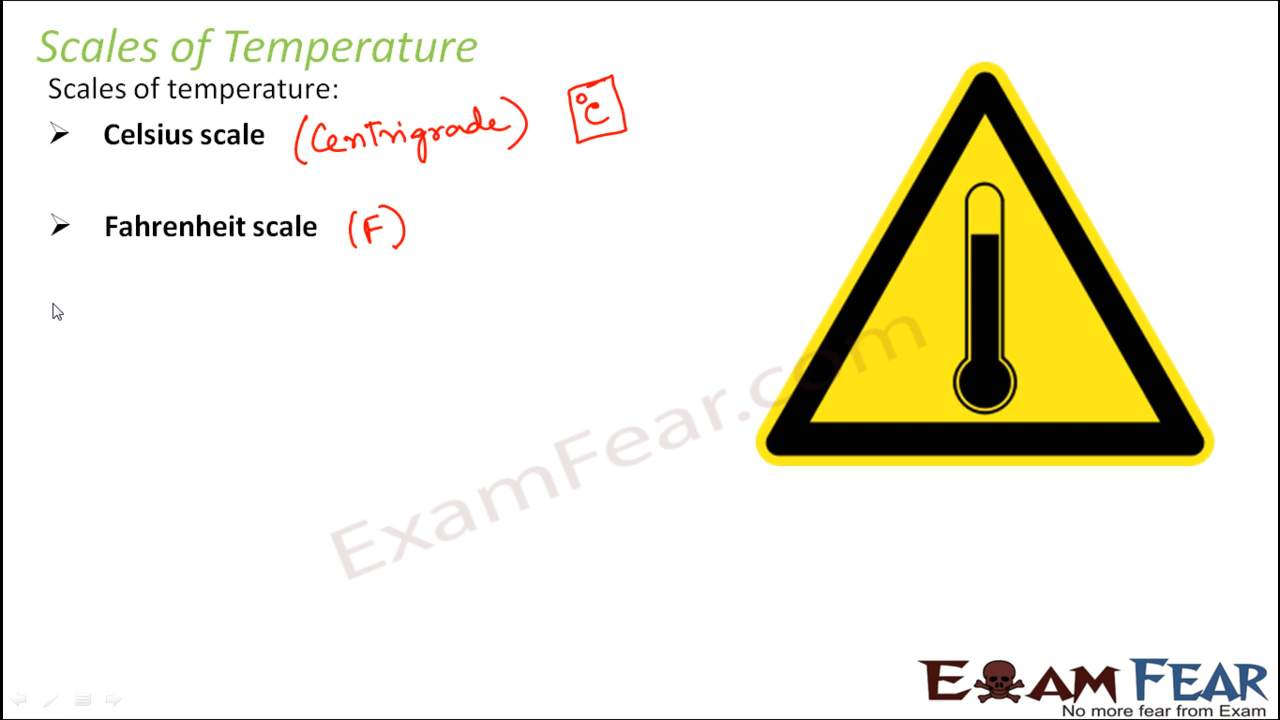 Scales of Temperature
Scales of temperature:
➢ Celsius scale (Centrigrade) °C
➢ Fahrenheit scale (F)
ExamFear.com
EXAM FEAR
No more fear from Exam